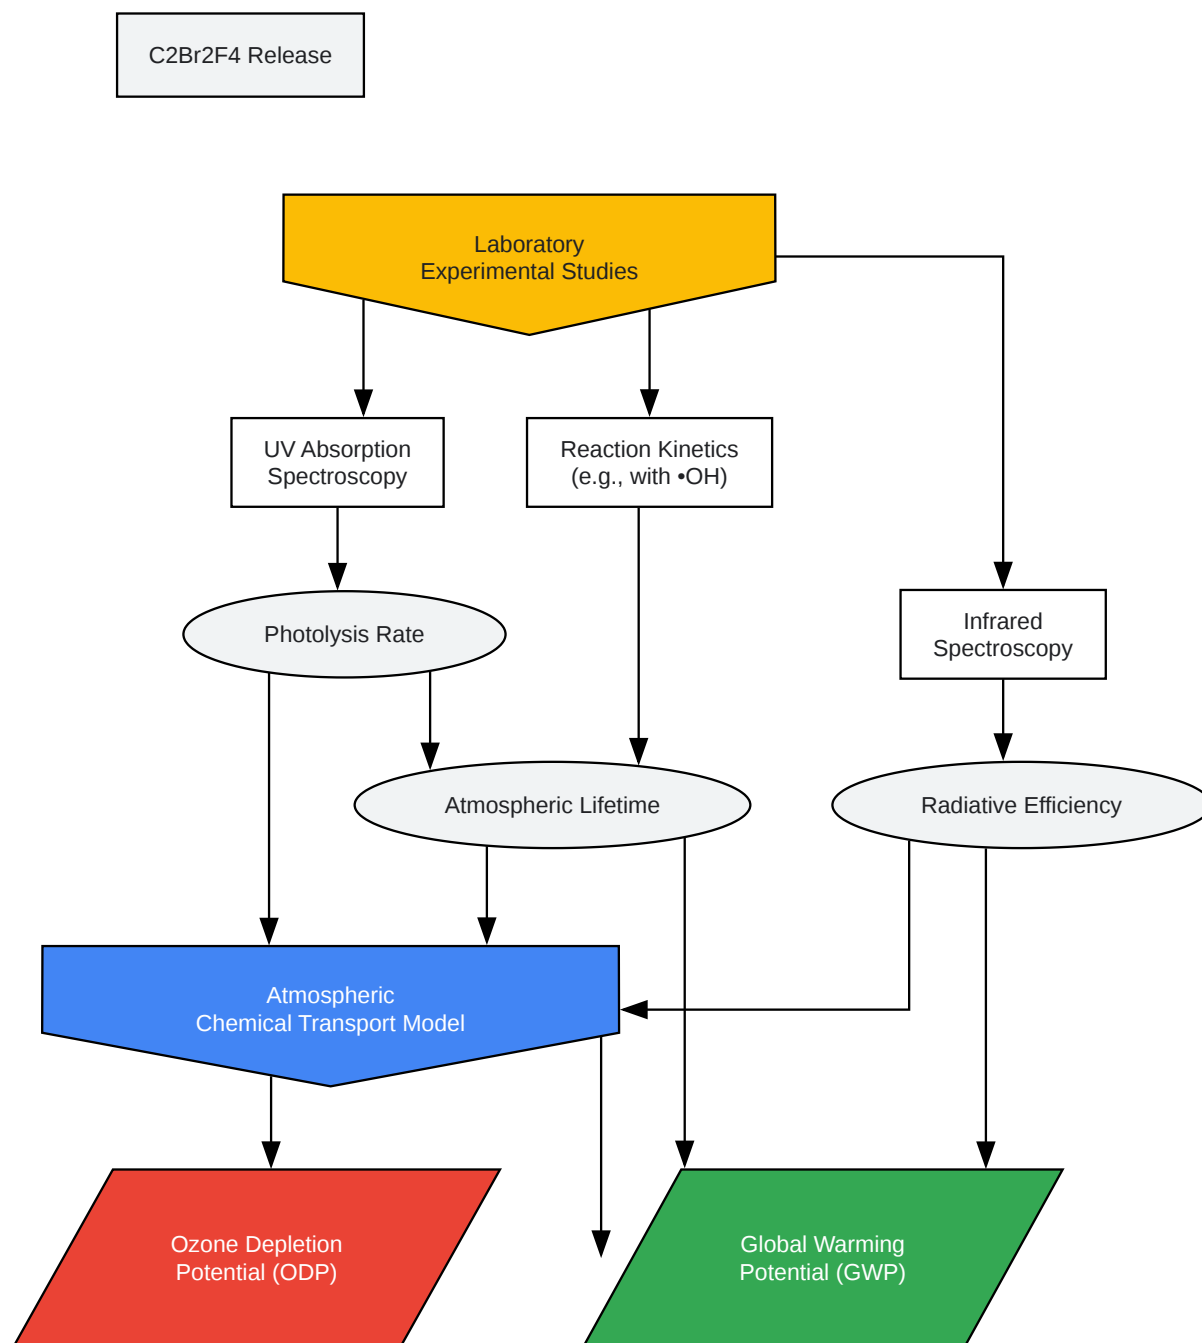 C2Br2F4 Release
Laboratory
Experimental Studies
UV Absorption
Spectroscopy
Reaction Kinetics
(e.g., with •OH)
Photolysis Rate
Infrared
Spectroscopy
Atmospheric Lifetime
Radiative Efficiency
Atmospheric
Chemical Transport Model
Ozone Depletion
Potential (ODP)
Global Warming
Potential (GWP)